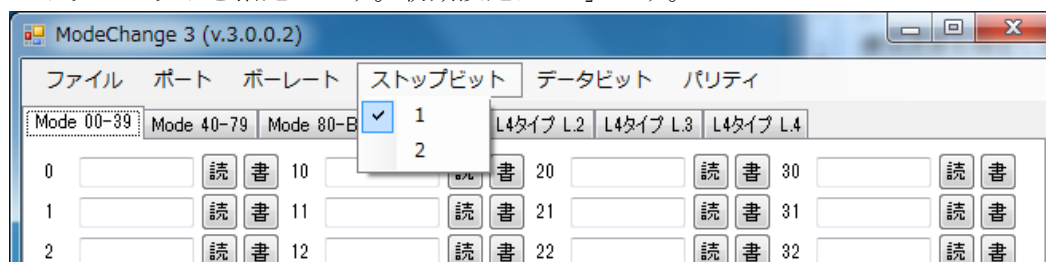 ModeChange 3 (v.3.0.0.2)
ファイル ポート ボーレート ストップビット データビット パリティ
Mode 00-39 Mode 40-79 Mode 80-B L4タイプ L.2 L4タイプ L.3 L4タイプ L.4
✓ 1
2
0 読 書 10 読 書 20 読 書 30 読 書
1 読 書 11 読 書 21 読 書 31 読 書
2 読 書 12 読 書 22 読 書 32 読 書